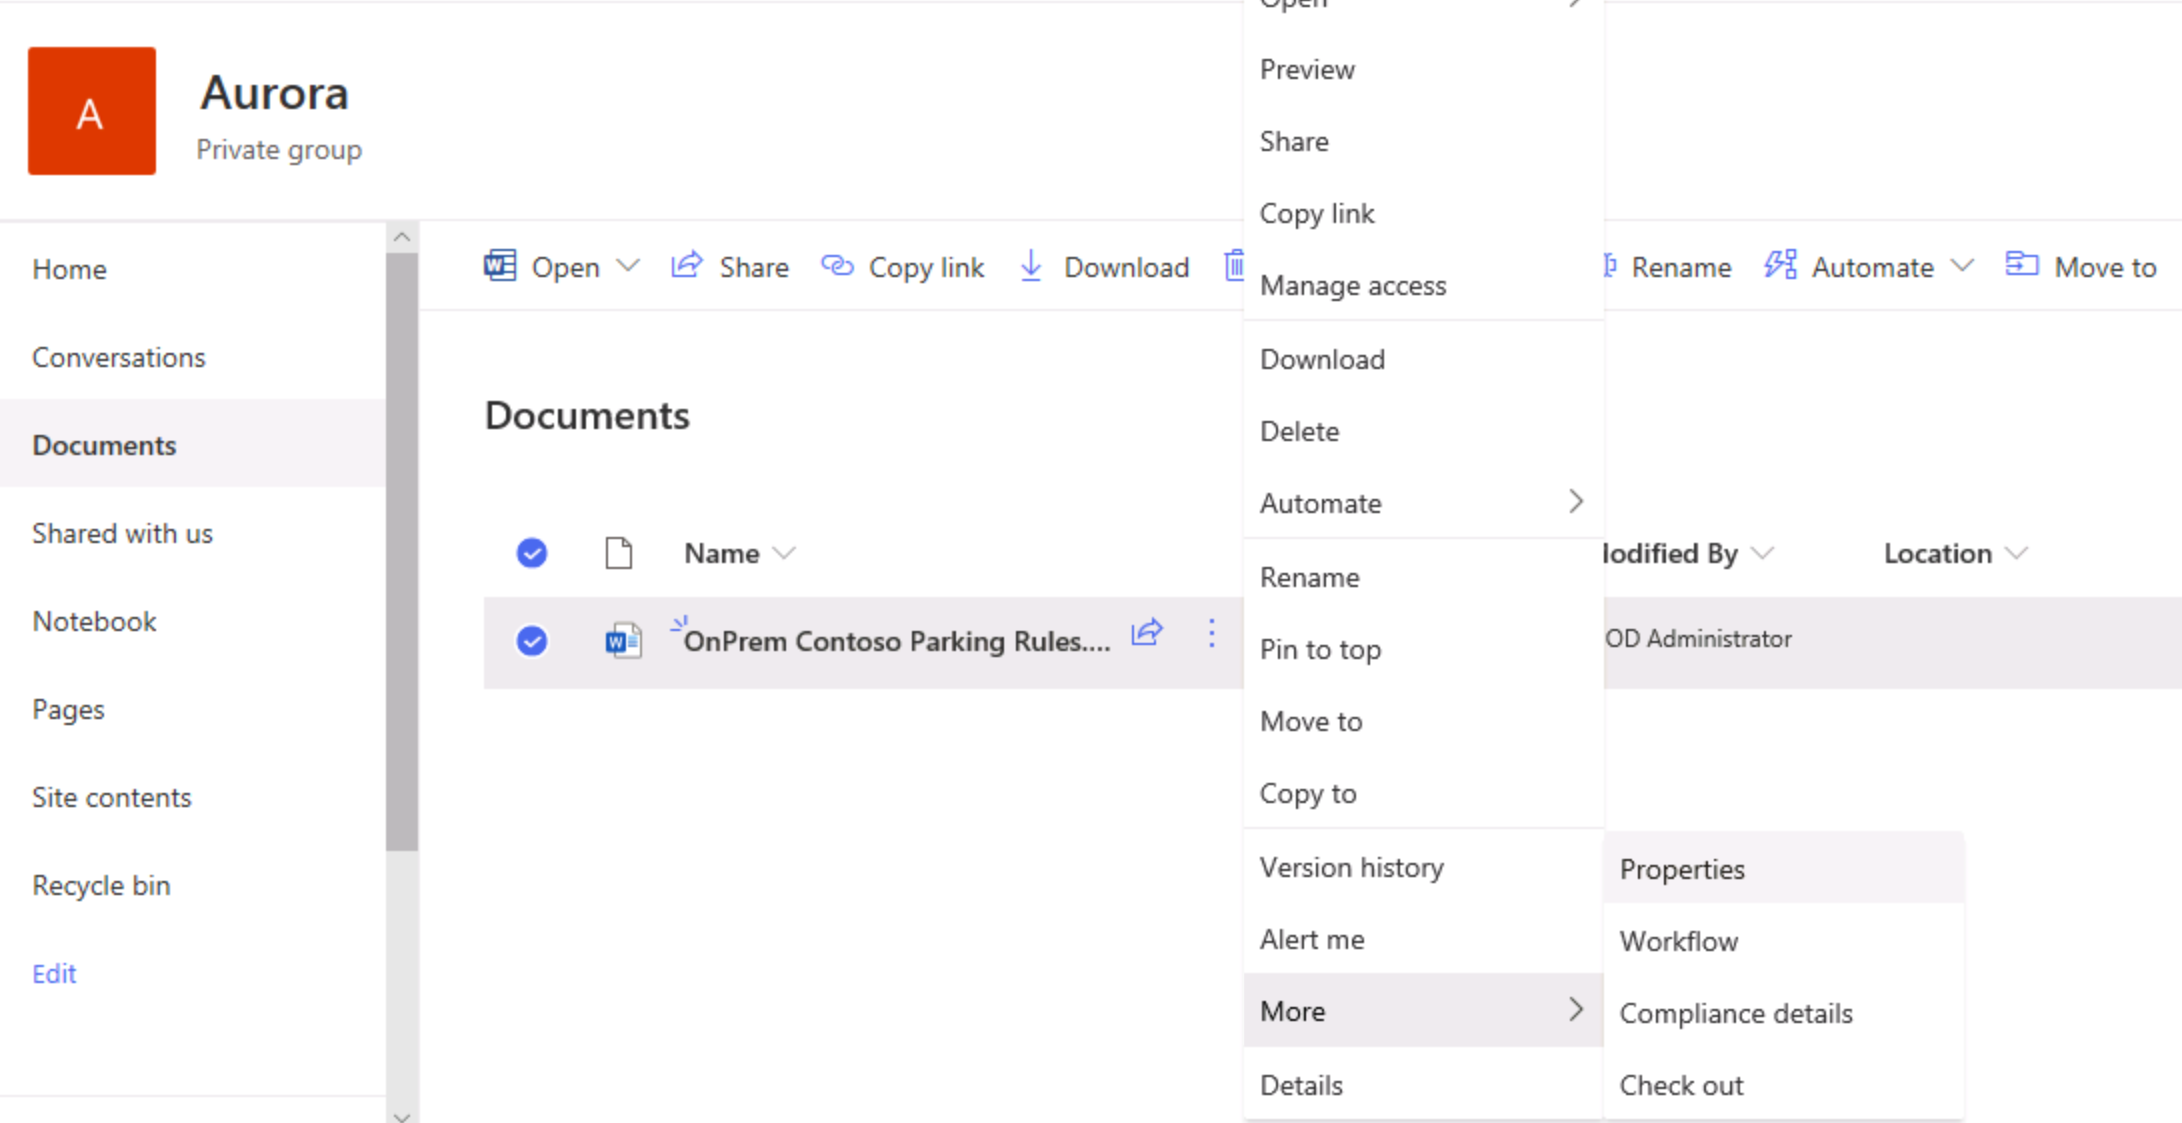 Open
Preview
Share
Copy link
Manage access
Download
Delete
Automate
Rename
Pin to top
Move to
Copy to
Version history
Alert me
More
Details
Properties
Workflow
Compliance details
Check out
A
Aurora
Private group
Home
Conversations
Documents
Shared with us
Notebook
Pages
Site contents
Recycle bin
Edit
Open Share Copy link Download Rename Automate Move to
Documents
Name odified By Location
OnPrem Contoso Parking Rules.... OD Administrator